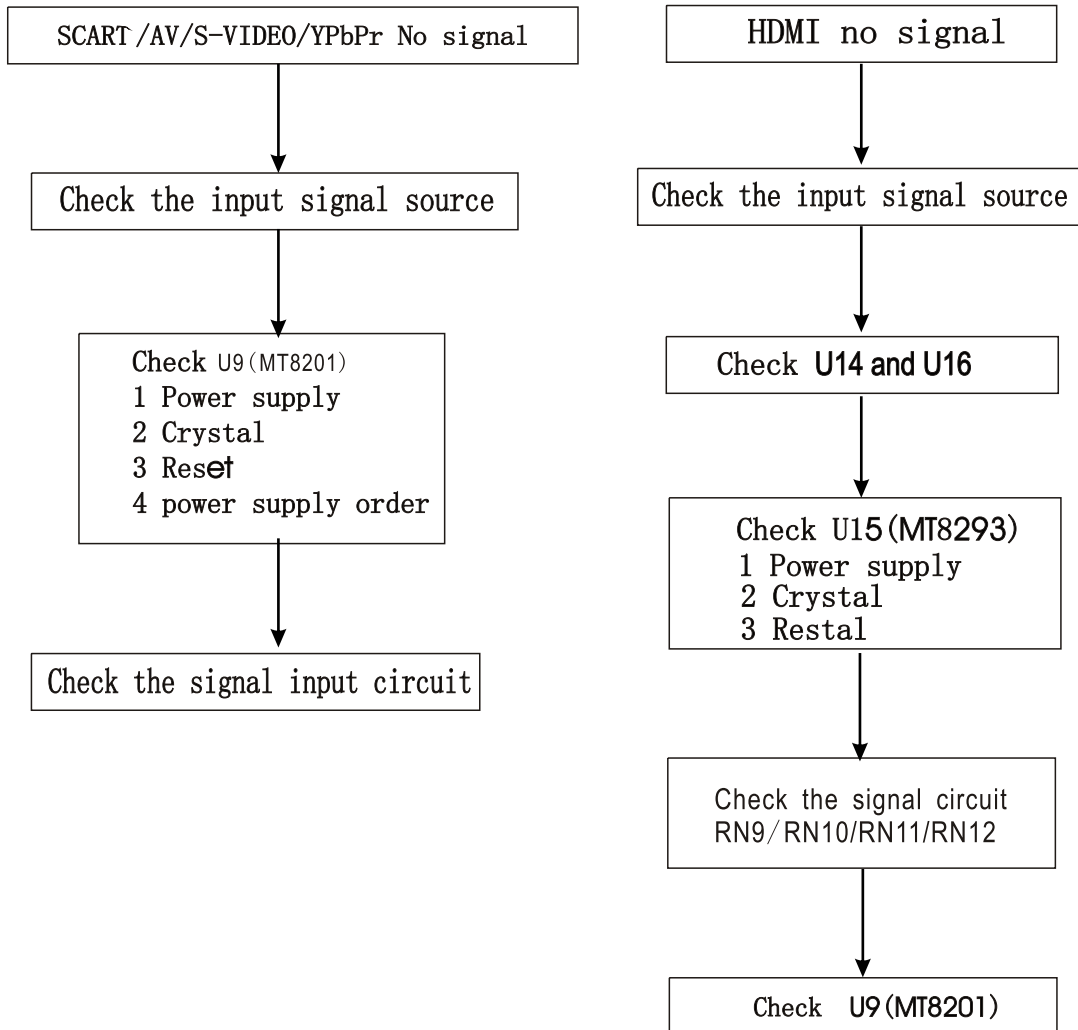 SCART/AV/S-VIDEO/YPbPr No signal
Check the input signal source
Check U9(MT8201)
1 Power supply
2 Crystal
3 Reset
4 power supply order
Check the signal input circuit
HDMI no signal
Check the input signal source
Check U14 and U16
Check U15(MT8293)
1 Power supply
2 Crystal
3 Restal
Check the signal circuit
RN9/RN10/RN11/RN12
Check U9(MT8201)